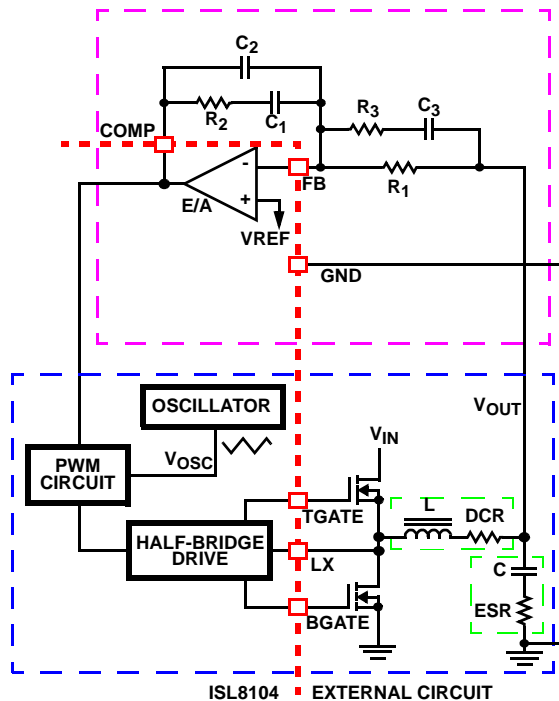 C2
COMP
R2
C1
R3
C3
-
FB
R1
E/A
+
VREF
GND
OSCILLATOR
VOUT
VOSC
VIN
PWM
CIRCUIT
L
DCR
TGATE
HALF-BRIDGE
DRIVE
LX
C
ESR
BGATE
ISL8104
EXTERNAL CIRCUIT